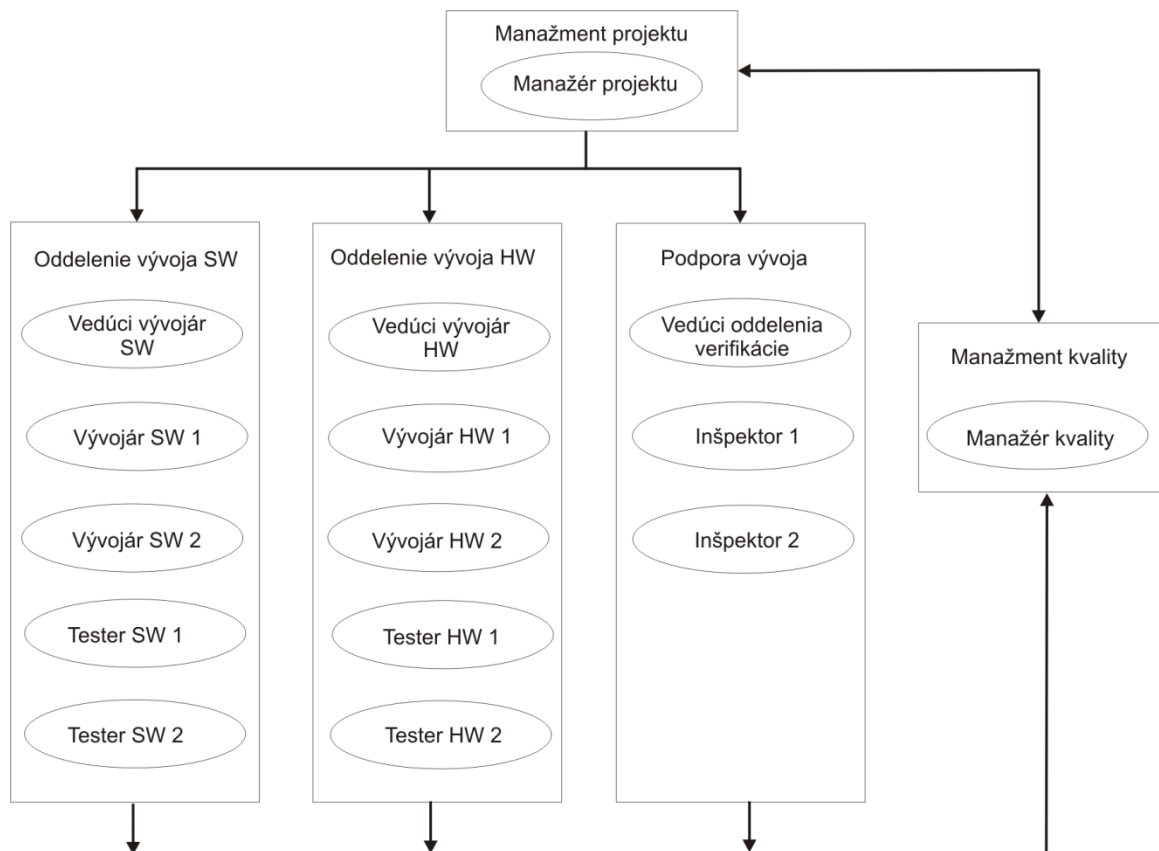 Manažment projektu
Manažér projektu
Oddelenie vývoja SW
Vedúci vývojár
SW
Vývojár SW 1
Vývojár SW 2
Tester SW 1
Tester SW 2
Oddelenie vývoja HW
Vedúci vývojár
HW
Vývojár HW 1
Vývojár HW 2
Tester HW 1
Tester HW 2
Podpora vývoja
Vedúci oddelenia
verifikácie
Inšpektor 1
Inšpektor 2
Manažment kvality
Manažér kvality